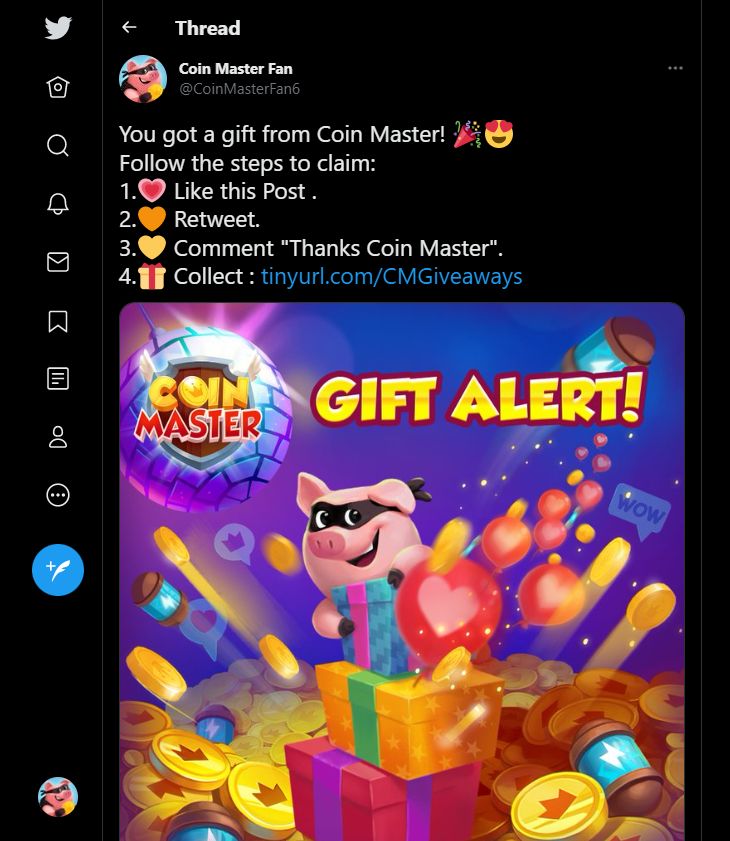 Thread
Coin Master Fan
@CoinMasterFan6
You got a gift from Coin Master! 🎉😍
Follow the steps to claim:
1.💗 Like this Post .
2.🧡 Retweet.
3.💛 Comment "Thanks Coin Master".
4.🎁 Collect : tinyurl.com/CMGiveaways
COIN
MASTER
GIFT ALERT!
WOW